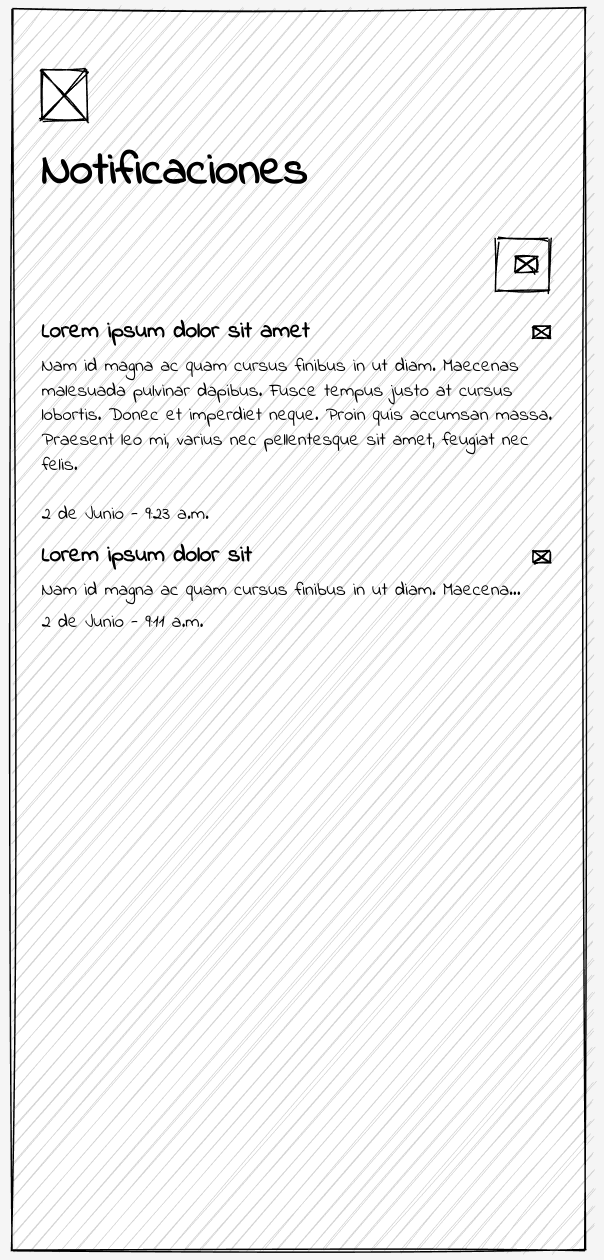 Notificaciones
Lorem ipsum dolor sit amet
Nam id magna ac quam cursus finibus in ut diam. Maecenas
malesuada pulvinar dapibus. Fusce tempus justo at cursus
lobortis. Donec et imperdiet neque. Proin quis accumsan massa.
Praesent leo mi, varius nec pellentesque sit amet, feugiat nec
felis.
2 de Junio - 9:23 a.m.
Lorem ipsum dolor sit
Nam id magna ac quam cursus finibus in ut diam. Maecena...
2 de Junio - 9:11 a.m.